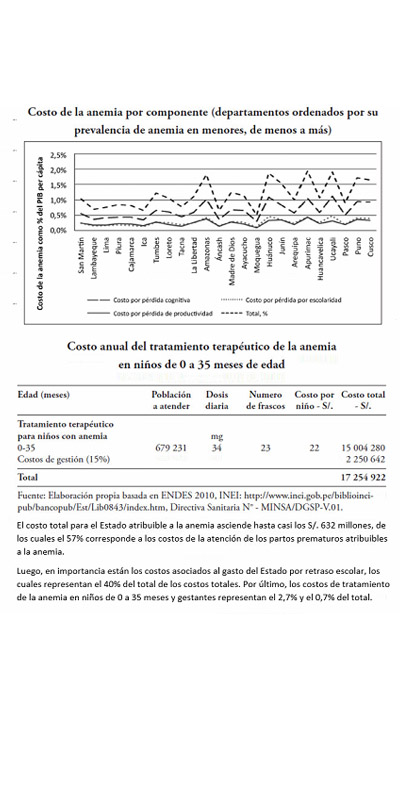 Costo de la anemia por componente (departamentos ordenados por su
prevalencia de anemia en menores, de menos a más)
Costo de la anemia como % del PIB per cápita
2,5%
2,0%
1,5%
1,0%
0,5%
0,0%
San Martín
Lambayeque
Lima
Piura
Cajamarca
Ica
Tumbes
Loreto
Tacna
La Libertad
Amazonas
Áncash
Madre de Dios
Ayacucho
Moquegua
Huánuco
Junín
Arequipa
Apurímac
Huancavelica
Ucayali
Pasco
Puno
Cusco
Costo por pérdida cognitiva
Costo por pérdida por escolaridad
Costo por pérdida de productividad
Total, %
Costo anual del tratamiento terapéutico de la anemia
en niños de 0 a 35 meses de edad
Edad (meses) Población Dosis Numero Costo por Costo total
a atender diaria de frascos niño - S/. - S/.
Tratamiento terapéutico
para niños con anemia mg
0-35 679 231 34 23 22 15 004 280
Costos de gestión (15%) 2 250 642
Total 17 254 922
Fuente: Elaboración propia basada en ENDES 2010, INEI: http://www.inei.gob.pe/biblioinei-
pub/bancopub/Est/Lib0843/index.htm, Directiva Sanitaria N° - MINSA/DGSP-V.01.
El costo total para el Estado atribuible a la anemia asciende hasta casi los S/. 632 millones, de
los cuales el 57% corresponde a los costos de la atención de los partos prematuros atribuibles
a la anemia.
Luego, en importancia están los costos asociados al gasto del Estado por retraso escolar, los
cuales representan el 40% del total de los costos totales. Por último, los costos de tratamiento
de la anemia en niños de 0 a 35 meses y gestantes representan el 2,7% y el 0,7% del total.